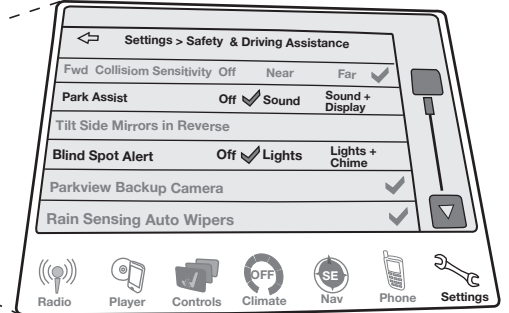 Settings > Safety & Driving Assistance
Fwd Collisiom Sensitivity Off Near Far
Park Assist Off Sound Sound + Display
Tilt Side Mirrors in Reverse
Blind Spot Alert Off Lights Lights + Chime
Parkview Backup Camera
Rain Sensing Auto Wipers
OFF SE
Radio Player Controls Climate Nav Phone Settings